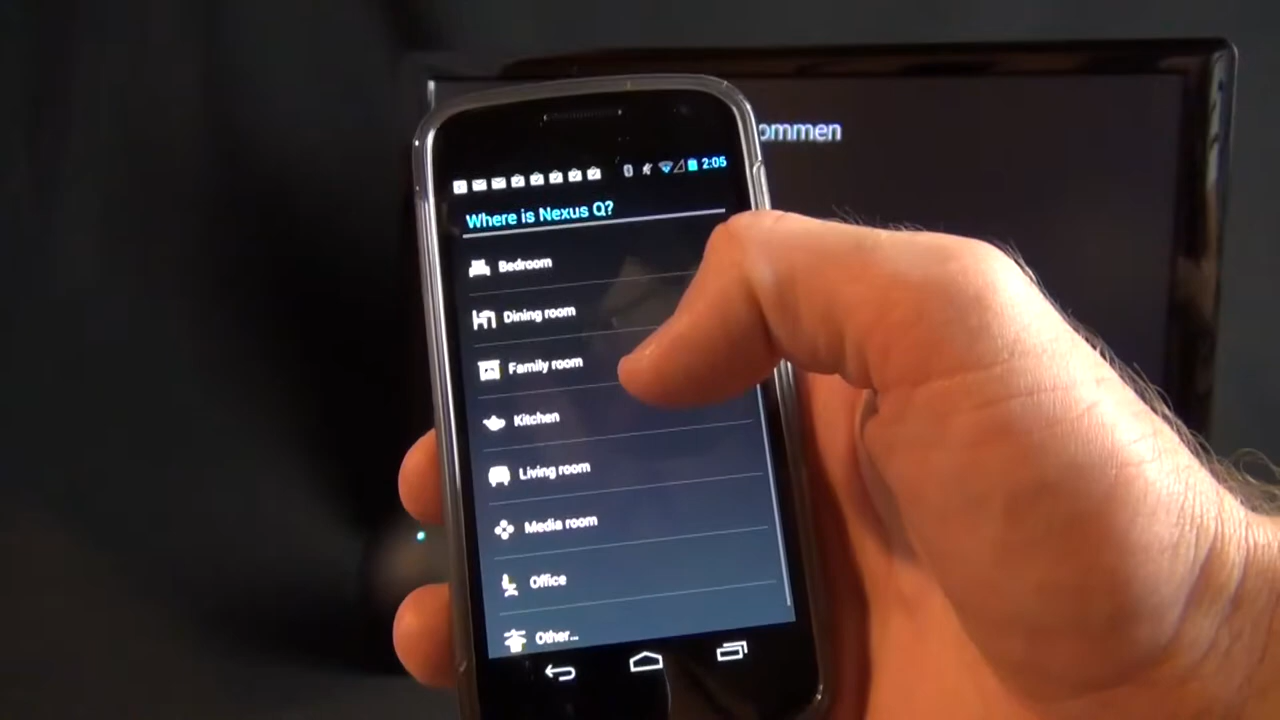 ommen
2:05
Where is Nexus Q?
Bedroom
Dining room
Family room
Kitchen
Living room
Media room
Office
Other...